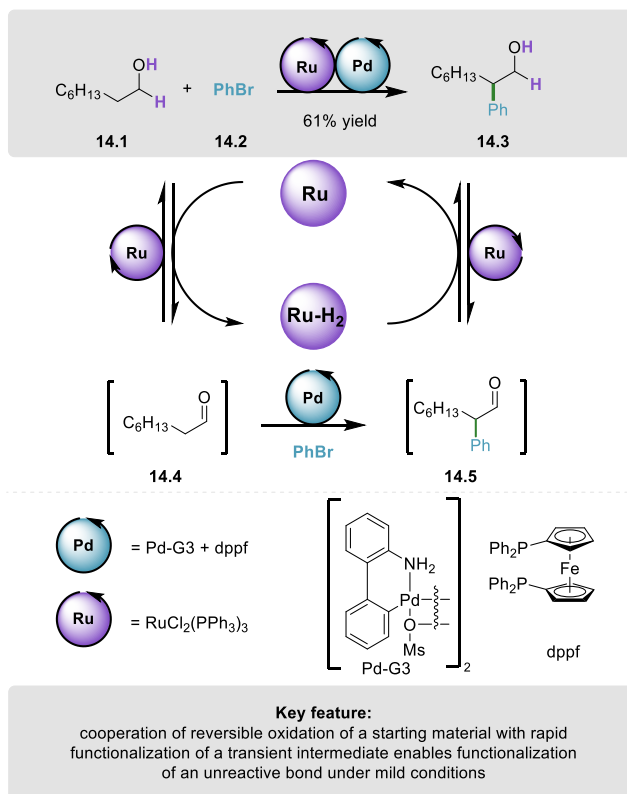 OH
C₆H₁₃
H
+
PhBr
Ru
Pd
61% yield
OH
C₆H₁₃
H
Ph
14.1
14.2
14.3
Ru
Ru
Ru
Ru-H₂
O
C₆H₁₃
Pd
PhBr
O
C₆H₁₃
Ph
14.4
14.5
Pd
= Pd-G3 + dppf
Ru
= RuCl₂(PPh₃)₃
NH₂
Pd
O
Ms
2
Pd-G3
Ph₂P
Fe
Ph₂P
dppf
Key feature:
cooperation of reversible oxidation of a starting material with rapid
functionalization of a transient intermediate enables functionalization
of an unreactive bond under mild conditions